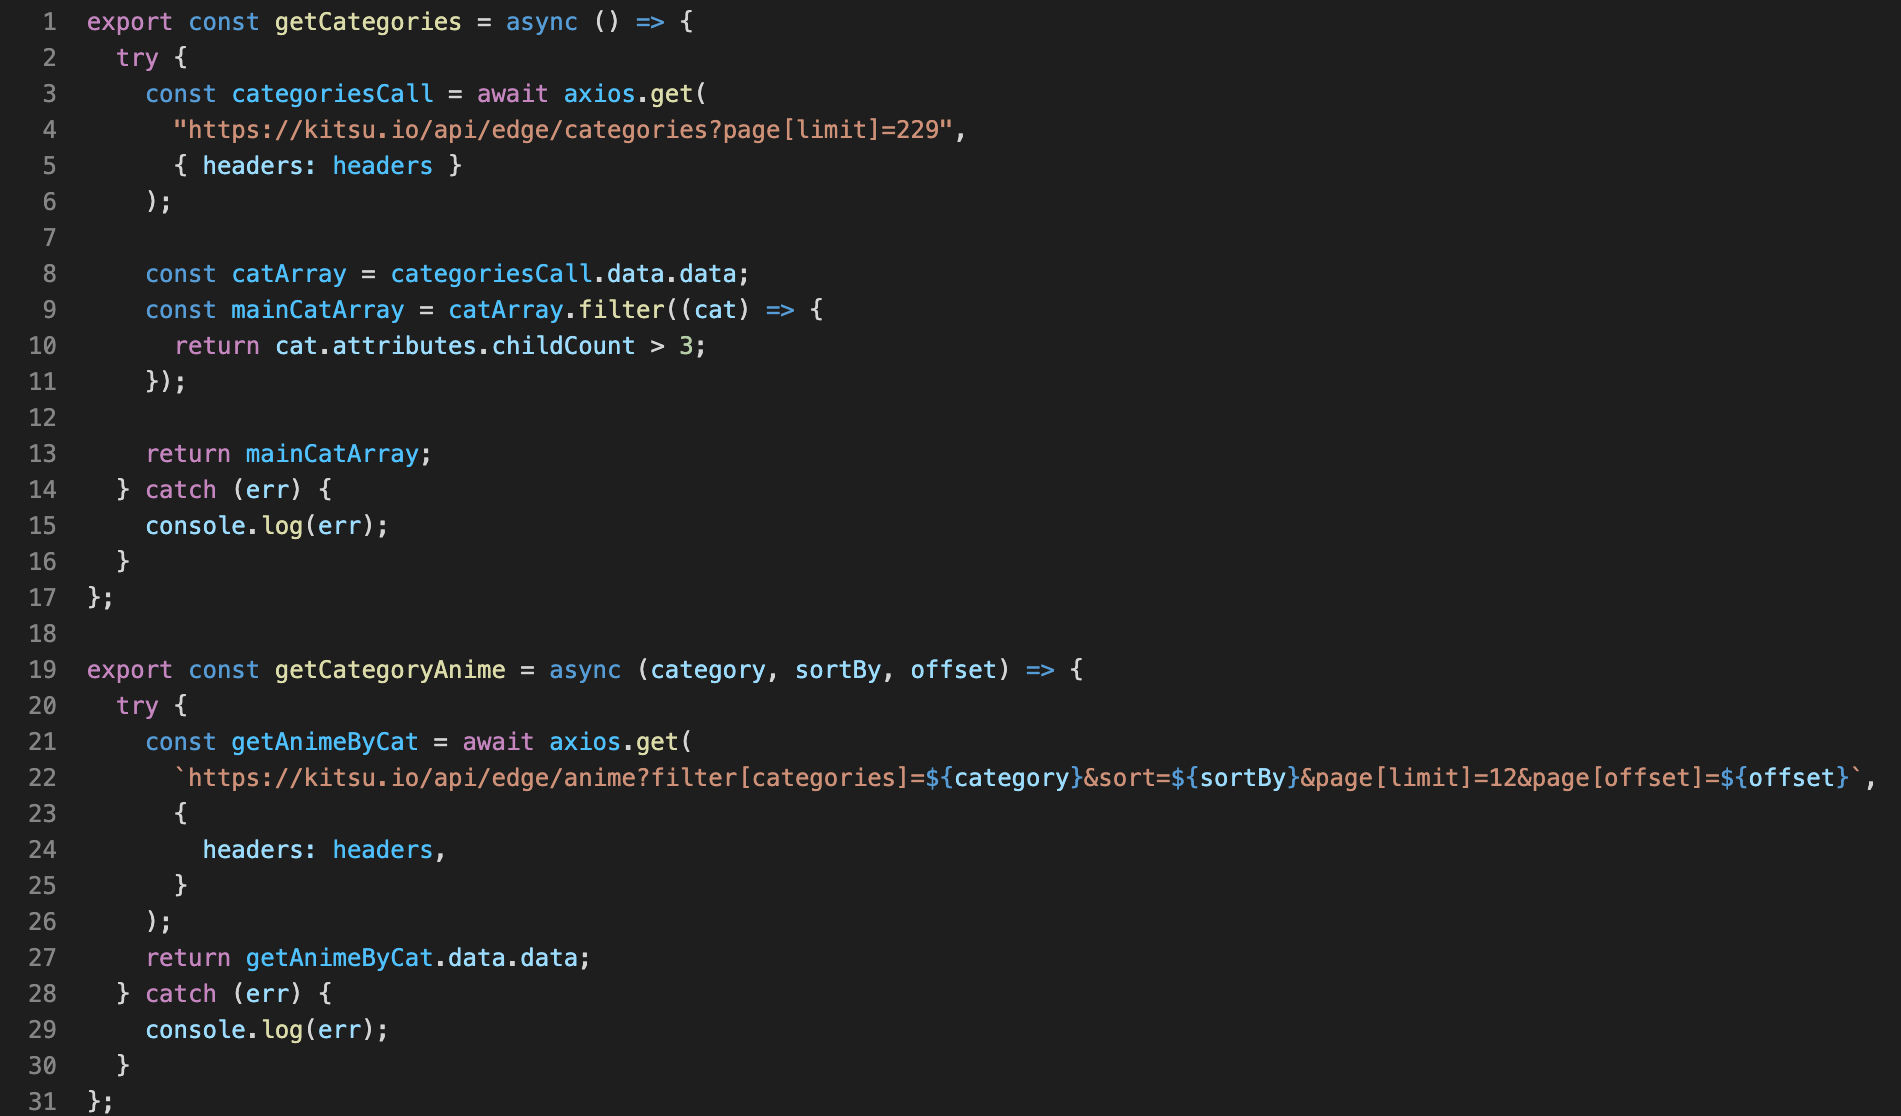 1 export const getCategories = async () => {
2   try {
3     const categoriesCall = await axios.get(
4       "https://kitsu.io/api/edge/categories?page[limit]=229",
5       { headers: headers }
6     );
7
8     const catArray = categoriesCall.data.data;
9     const mainCatArray = catArray.filter((cat) => {
10       return cat.attributes.childCount > 3;
11     });
12
13     return mainCatArray;
14   } catch (err) {
15     console.log(err);
16   }
17 };
18
19 export const getCategoryAnime = async (category, sortBy, offset) => {
20   try {
21     const getAnimeByCat = await axios.get(
22       `https://kitsu.io/api/edge/anime?filter[categories]=${category}&sort=${sortBy}&page[limit]=12&page[offset]=${offset}`,
23       {
24         headers: headers,
25       }
26     );
27     return getAnimeByCat.data.data;
28   } catch (err) {
29     console.log(err);
30   }
31 };